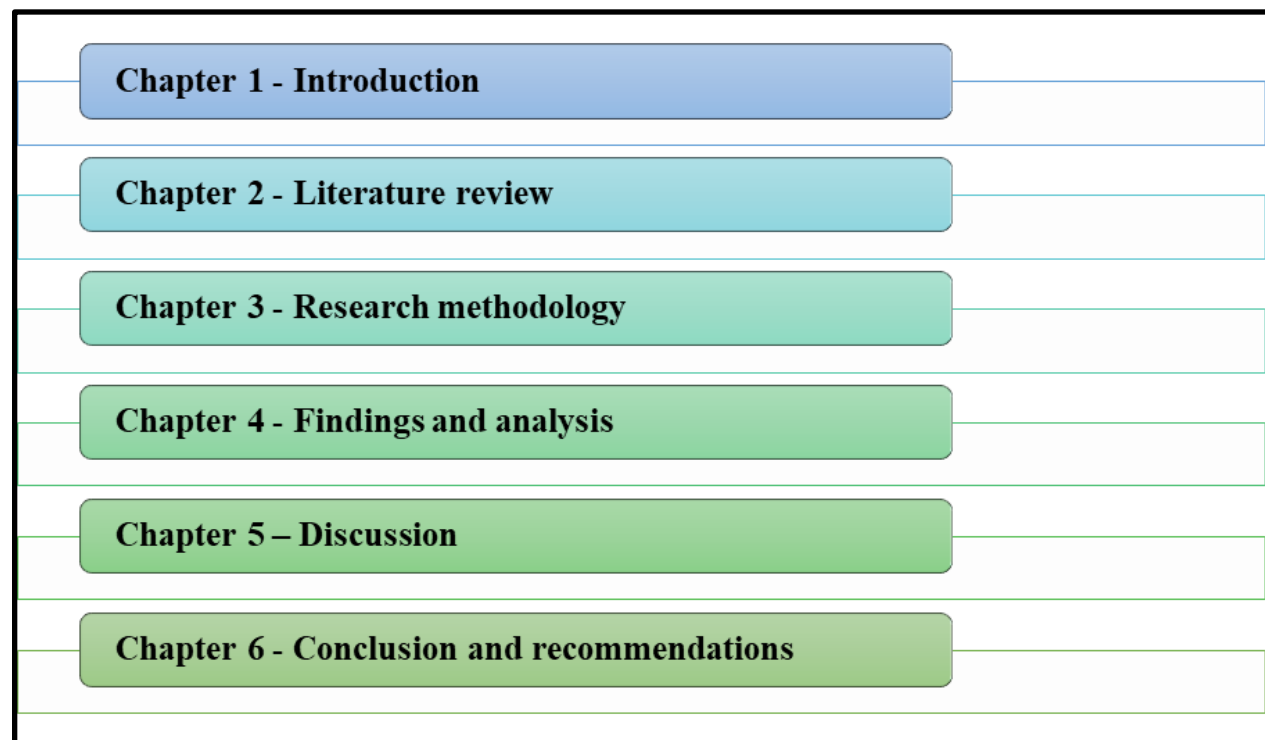 Chapter 1 - Introduction
Chapter 2 - Literature review
Chapter 3 - Research methodology
Chapter 4 - Findings and analysis
Chapter 5 – Discussion
Chapter 6 - Conclusion and recommendations